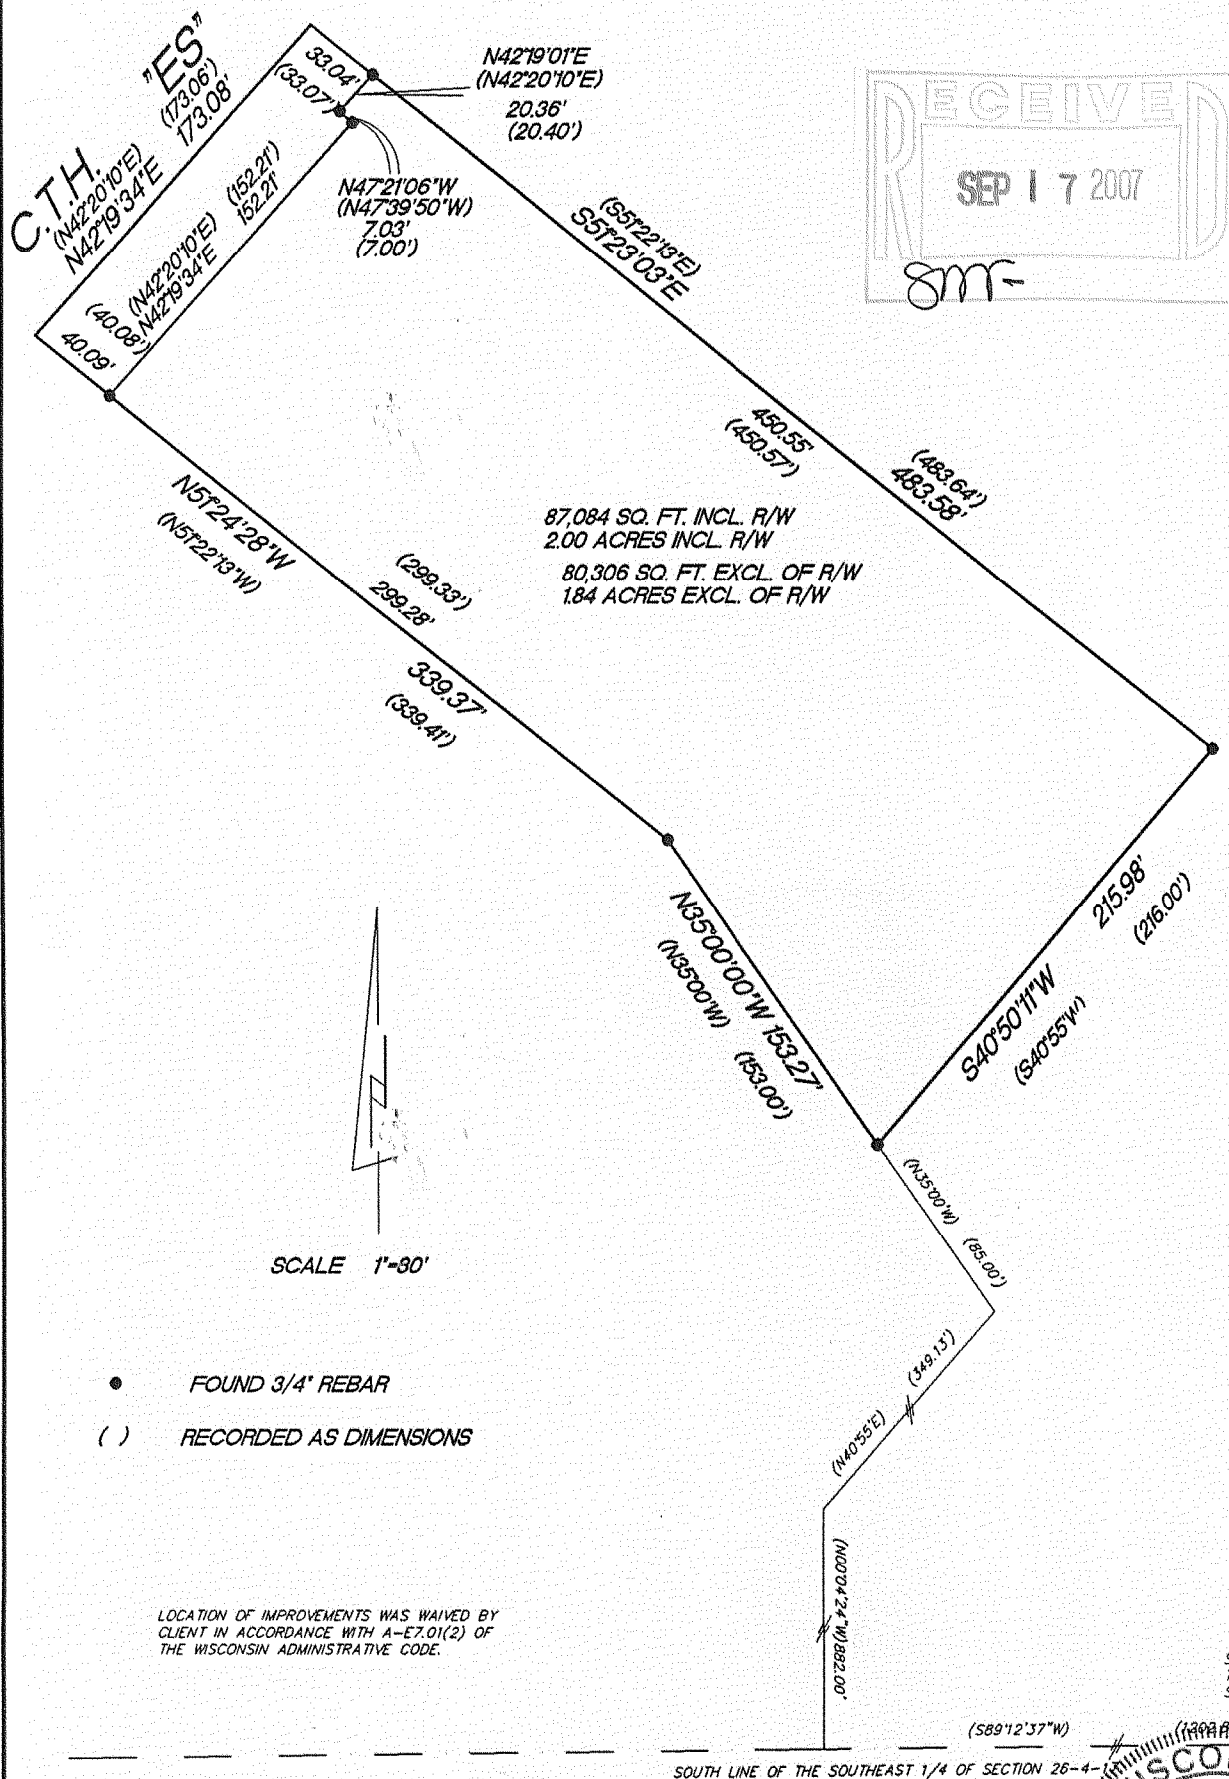 C.T.H. "ES"
(N42°20'10"E) (173.06')
N42°19'34"E 173.08'
33.04'
(33.07')
N42°19'01"E
(N42°20'10"E)
20.36'
(20.40')
RECEIVED
SEP 17 2007
N47°21'06"W
(N47°39'50"W)
7.03'
(7.00')
(N42°20'10"E) (152.21')
N42°19'34"E 152.21'
(40.08')
40.09'
(S51°22'13"E)
S51°23'03"E
450.55'
(450.57')
(483.64')
483.58'
N51°24'28"W
(N51°22'13"W)
(299.33')
299.28'
339.37'
(339.41')
87,084 SQ. FT. INCL. R/W
2.00 ACRES INCL. R/W
80,306 SQ. FT. EXCL. OF R/W
1.84 ACRES EXCL. OF R/W
N35°00'00"W 153.27'
(N35°00'W) (153.00')
215.98'
(216.00')
S40°50'11"W
(S40°55'W)
(N35°00'W) (85.00')
SCALE 1"=80'
(349.13')
(N40°55'E)
● FOUND 3/4" REBAR
( ) RECORDED AS DIMENSIONS
(N00°04'24"W) 882.00'
LOCATION OF IMPROVEMENTS WAS WAIVED BY
CLIENT IN ACCORDANCE WITH A-E7.01(2) OF
THE WISCONSIN ADMINISTRATIVE CODE.
(S89°12'37"W)
SOUTH LINE OF THE SOUTHEAST 1/4 OF SECTION 26-4-